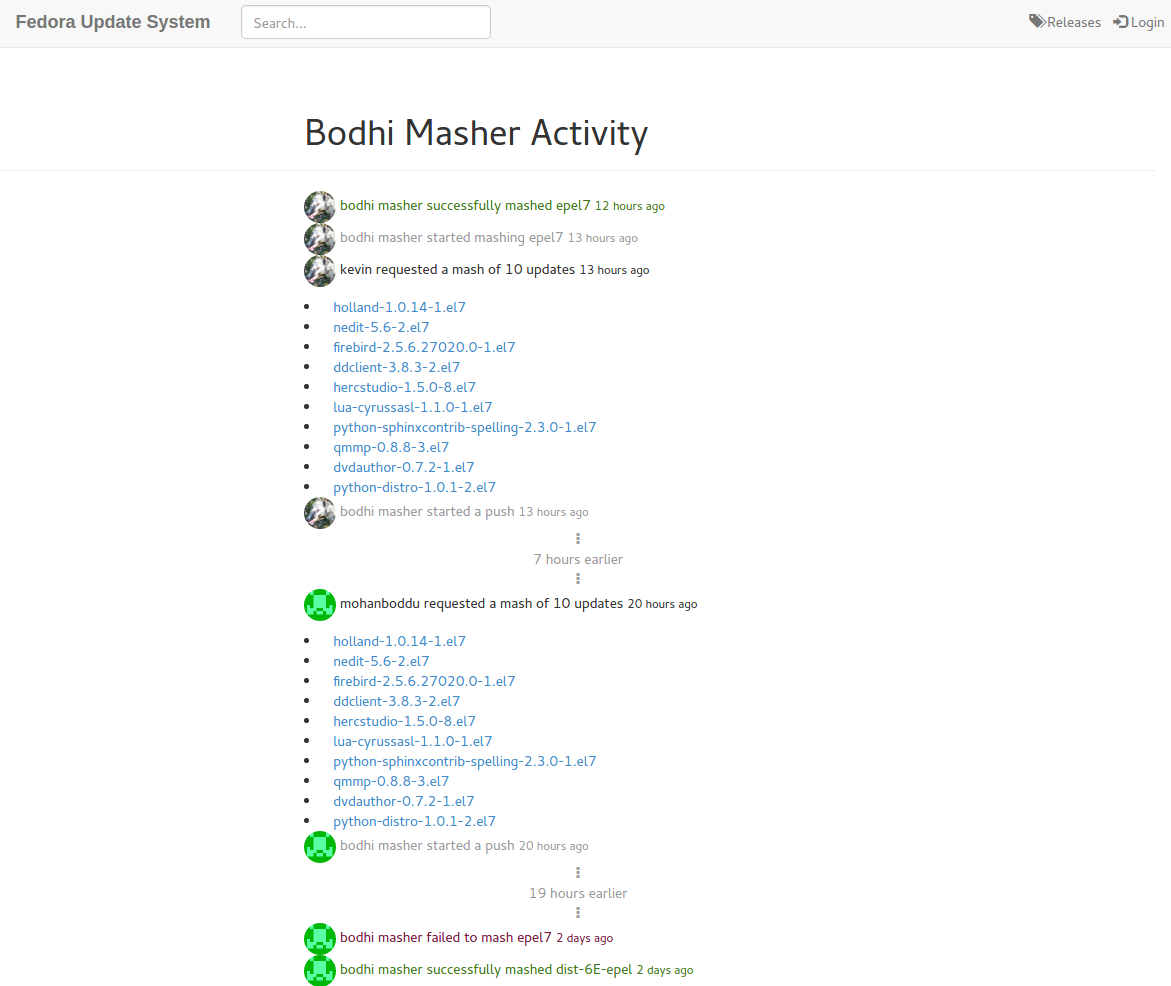 Fedora Update System
Search...
Releases
Login
Bodhi Masher Activity
bodhi masher successfully mashed epel7 12 hours ago
bodhi masher started mashing epel7 13 hours ago
kevin requested a mash of 10 updates 13 hours ago
holland-1.0.14-1.el7
nedit-5.6-2.el7
firebird-2.5.6.27020.0-1.el7
ddclient-3.8.3-2.el7
hercstudio-1.5.0-8.el7
lua-cyrussasl-1.1.0-1.el7
python-sphinxcontrib-spelling-2.3.0-1.el7
qmmp-0.8.8-3.el7
dvdauthor-0.7.2-1.el7
python-distro-1.0.1-2.el7
bodhi masher started a push 13 hours ago
7 hours earlier
mohanboddu requested a mash of 10 updates 20 hours ago
holland-1.0.14-1.el7
nedit-5.6-2.el7
firebird-2.5.6.27020.0-1.el7
ddclient-3.8.3-2.el7
hercstudio-1.5.0-8.el7
lua-cyrussasl-1.1.0-1.el7
python-sphinxcontrib-spelling-2.3.0-1.el7
qmmp-0.8.8-3.el7
dvdauthor-0.7.2-1.el7
python-distro-1.0.1-2.el7
bodhi masher started a push 20 hours ago
19 hours earlier
bodhi masher failed to mash epel7 2 days ago
bodhi masher successfully mashed dist-6E-epel 2 days ago